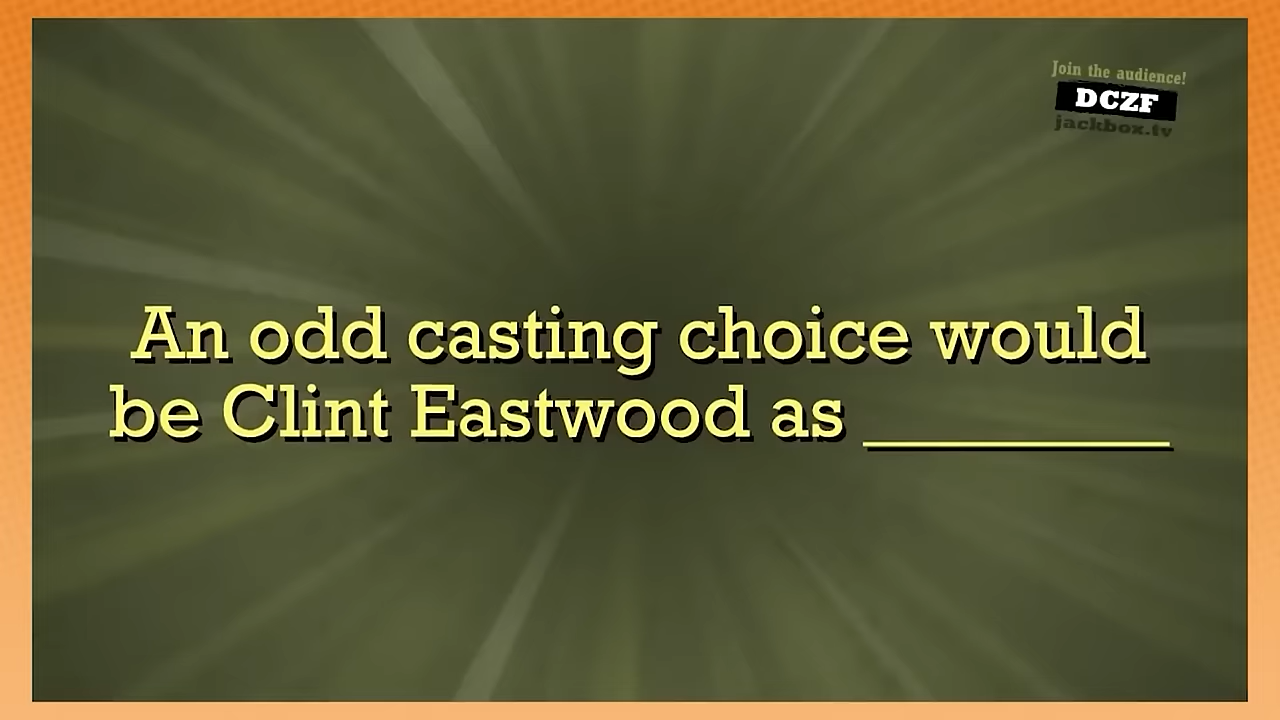 Join the audience!
DCZF
jackbox.tv
An odd casting choice would
be Clint Eastwood as ________